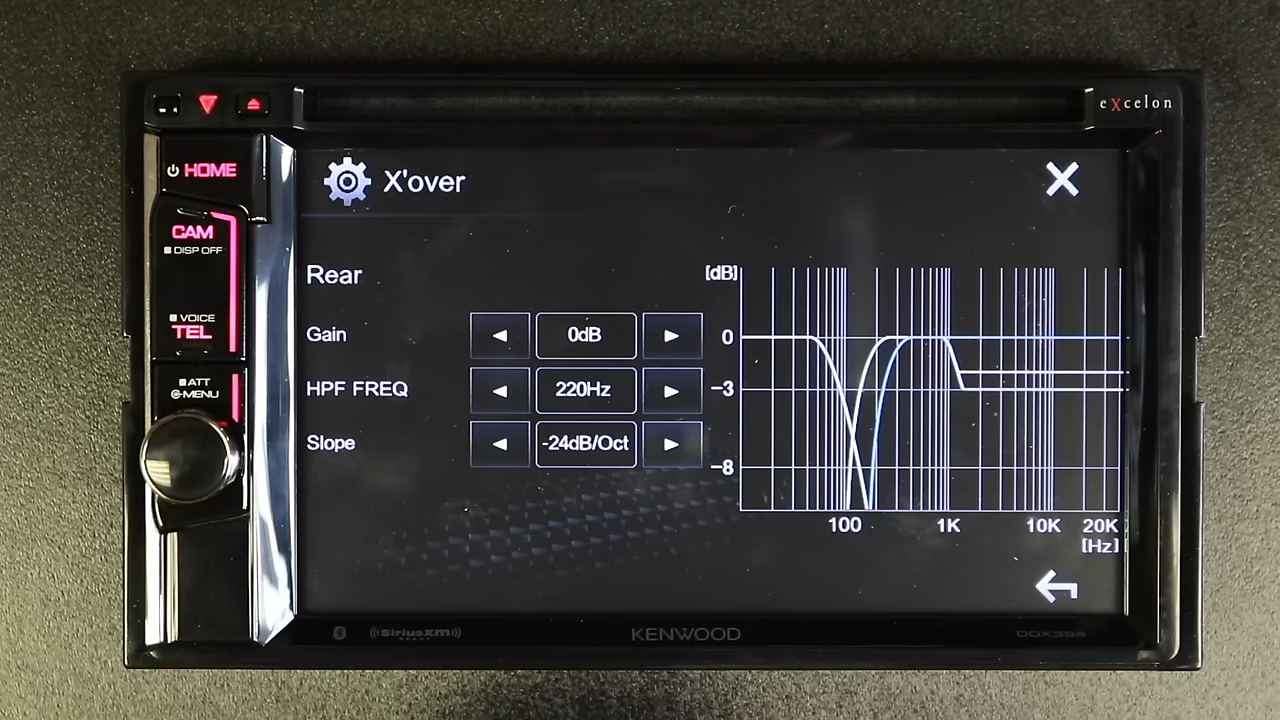 eXcelon
HOME
CAM
DISP OFF
VOICE
TEL
ATT
MENU
X'over
Rear
Gain
0dB
HPF FREQ
220Hz
Slope
-24dB/Oct
[dB]
0
-3
-8
100 1K 10K 20K
[Hz]
SiriusXM
READY
KENWOOD
DDX394